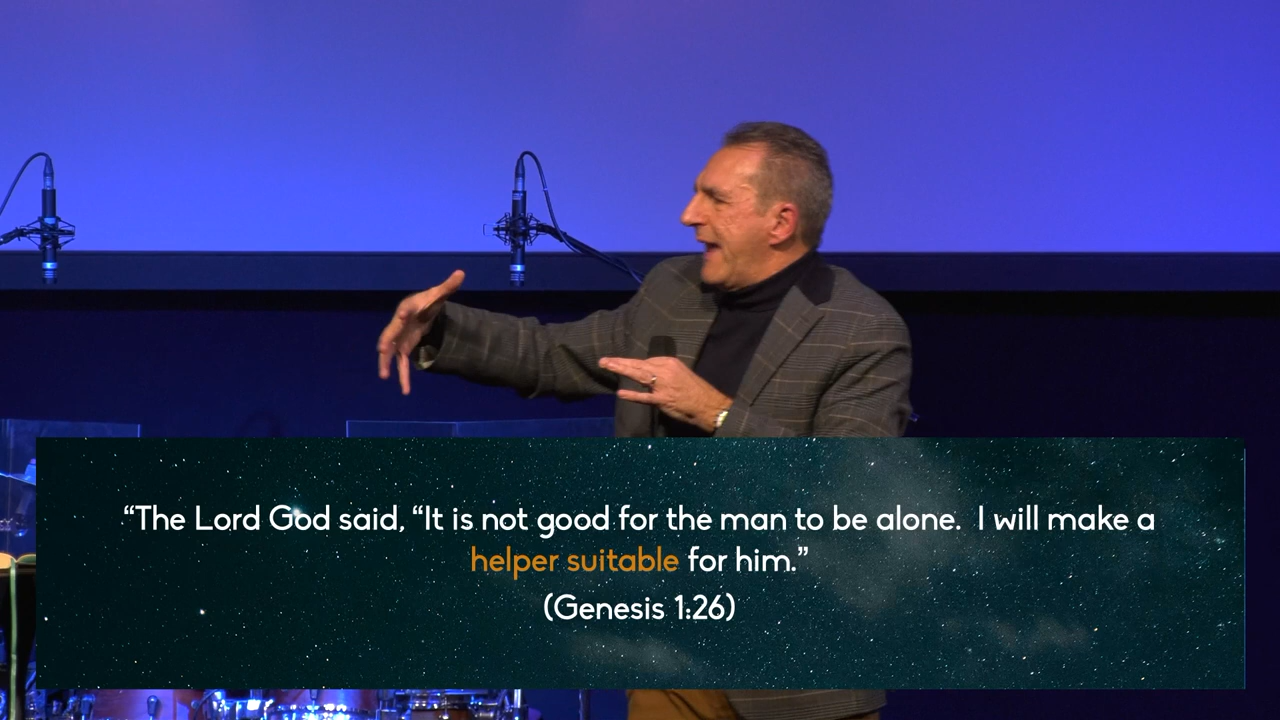 “The Lord God said, “It is not good for the man to be alone.  I will make a
helper suitable for him.”
(Genesis 1:26)